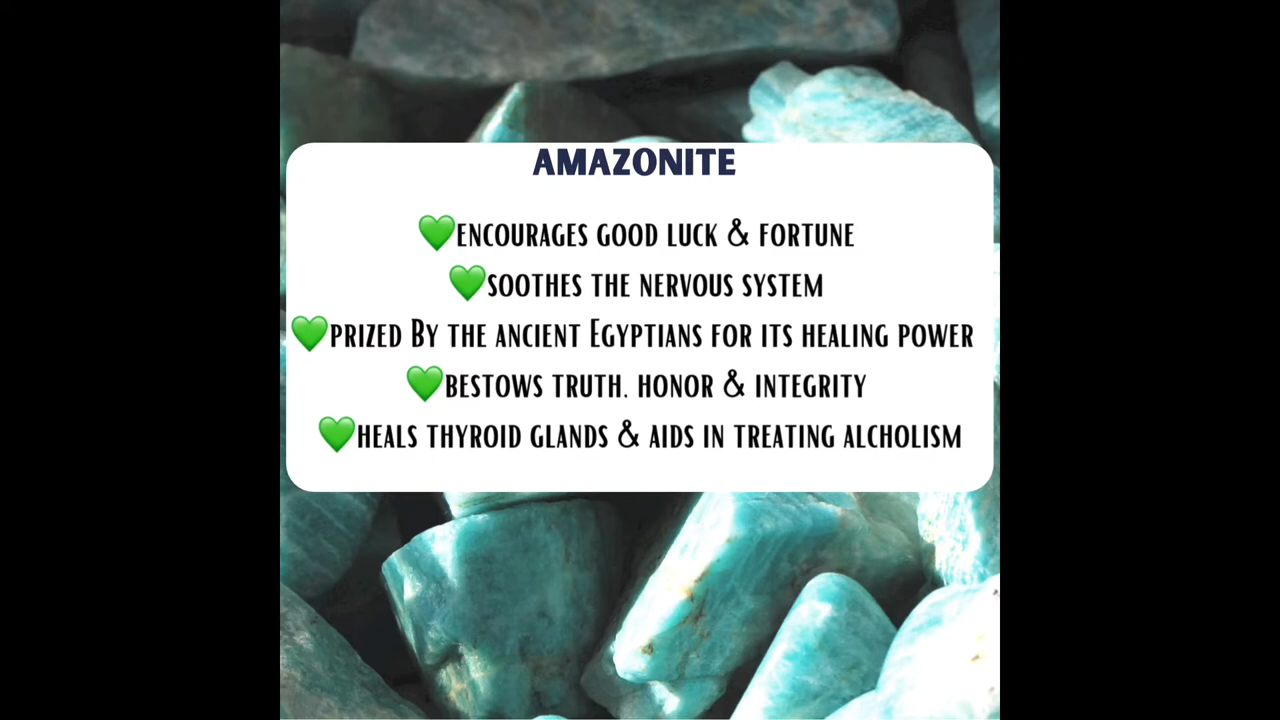 AMAZONITE
💚ENCOURAGES GOOD LUCK & FORTUNE
💚SOOTHES THE NERVOUS SYSTEM
💚PRIZED BY THE ANCIENT EGYPTIANS FOR ITS HEALING POWER
💚BESTOWS TRUTH. HONOR & INTEGRITY
💚HEALS THYROID GLANDS & AIDS IN TREATING ALCHOLISM